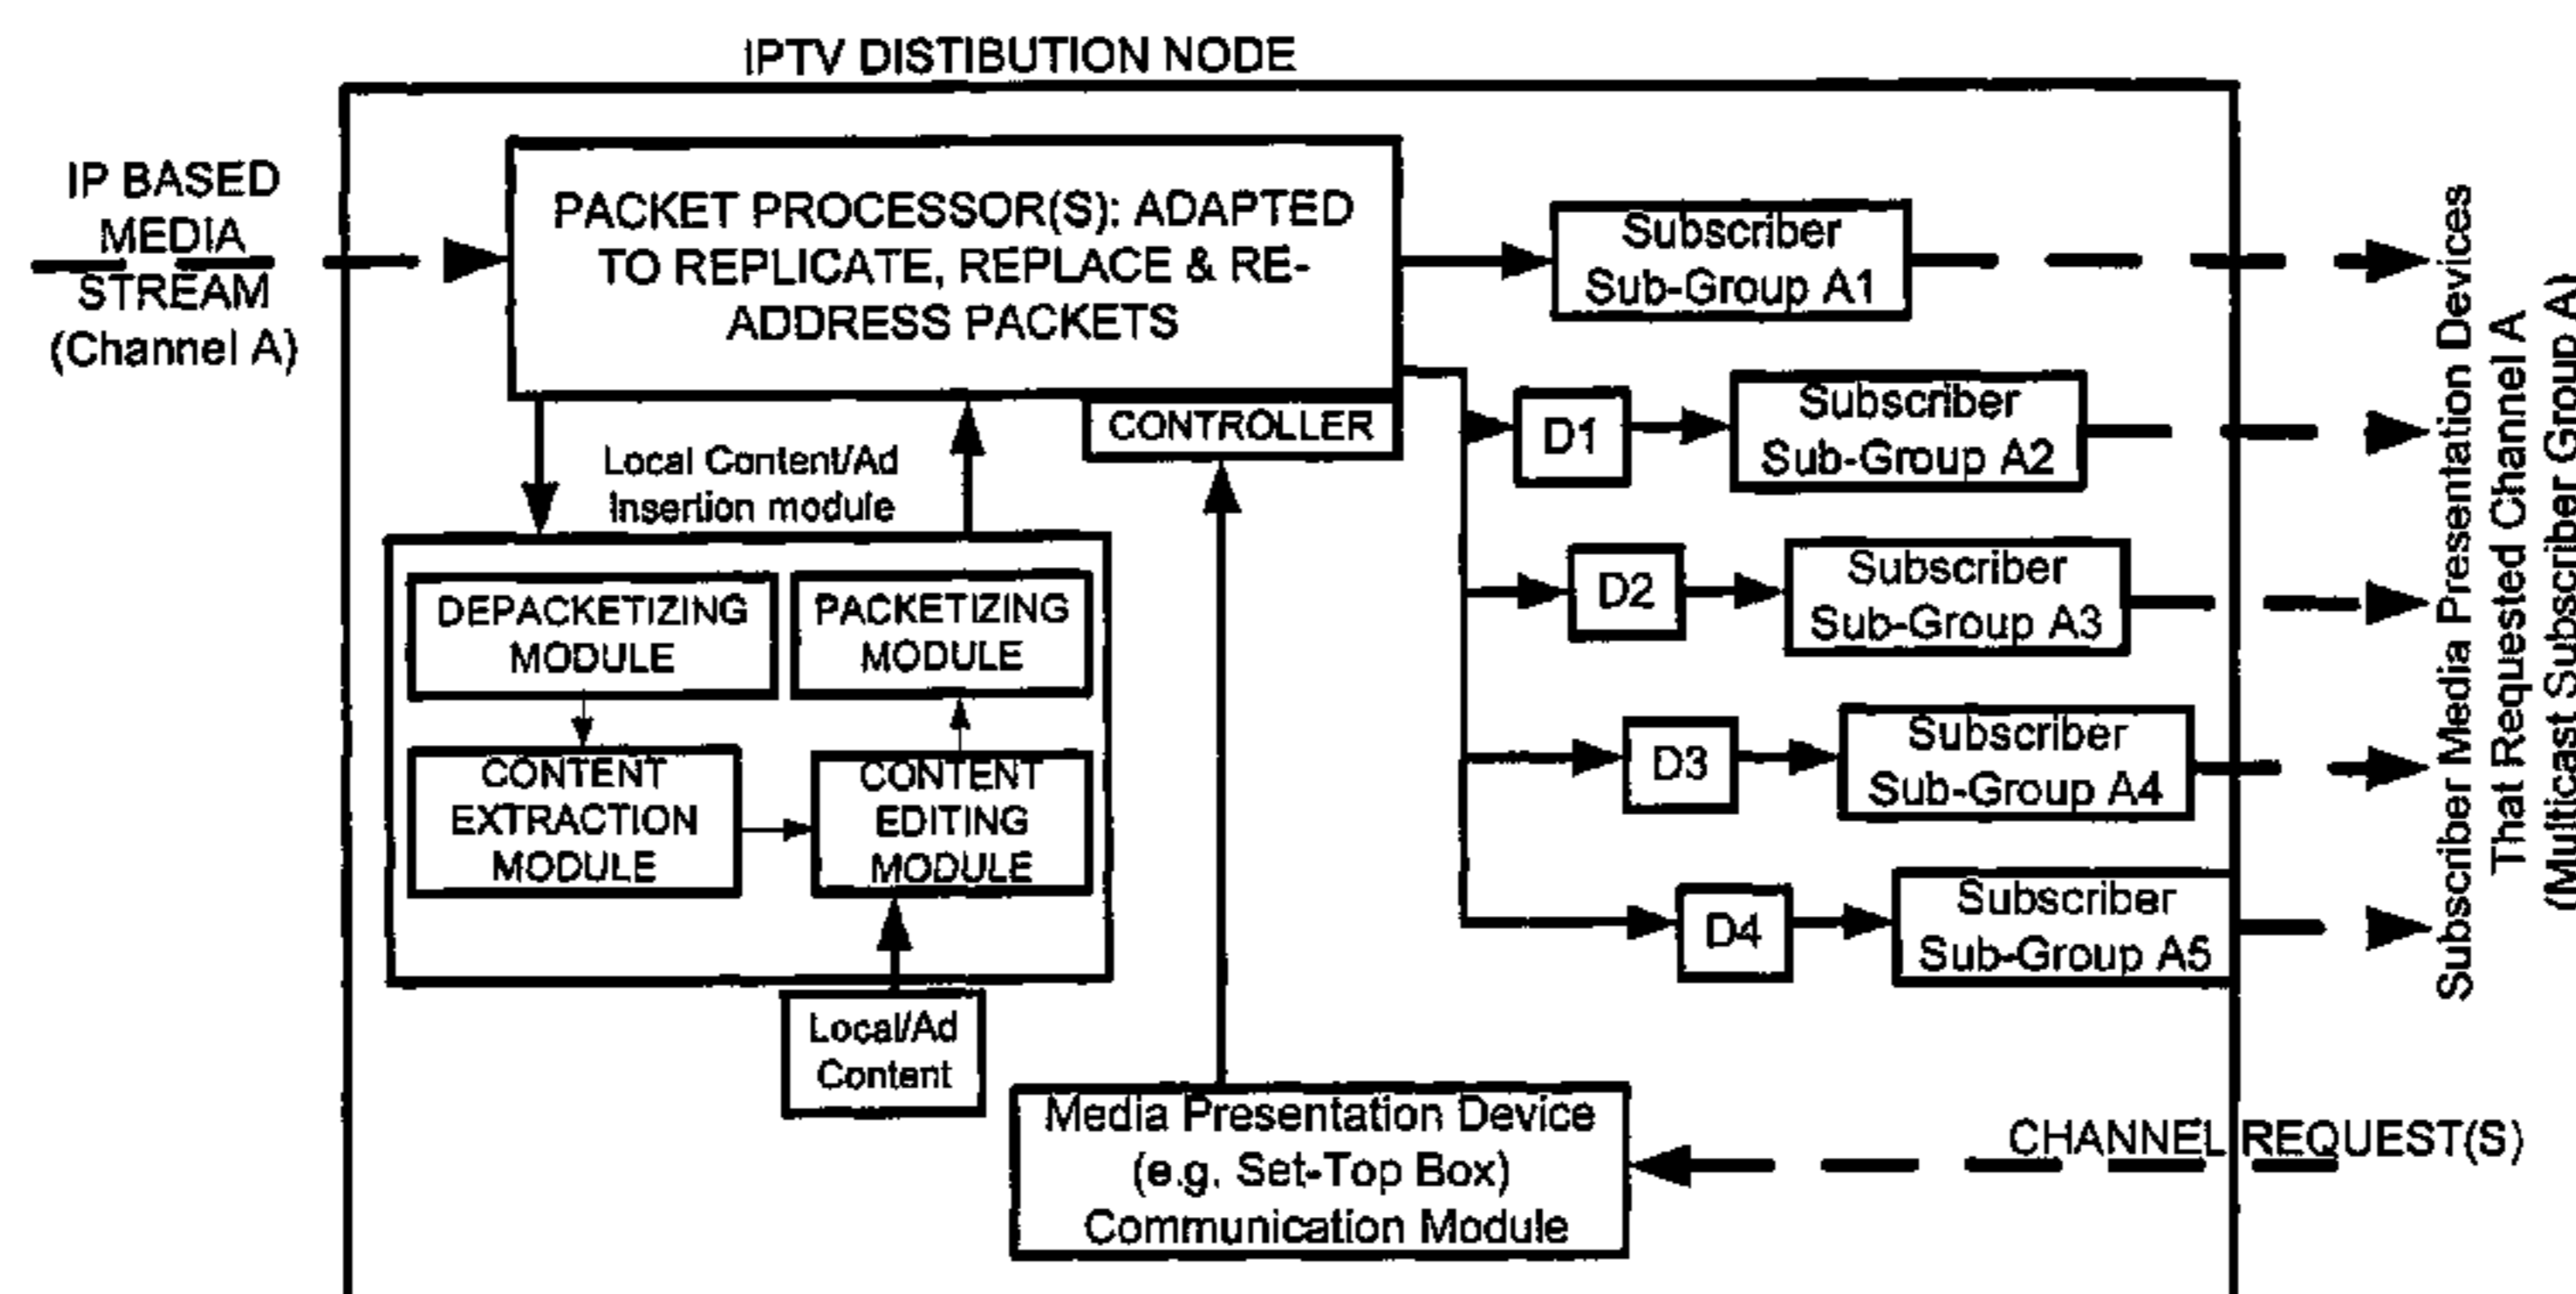 IPTV DISTIBUTION NODE
IP BASED
MEDIA
STREAM
(Channel A)
PACKET PROCESSOR(S): ADAPTED
TO REPLICATE, REPLACE & RE-
ADDRESS PACKETS
CONTROLLER
Local Content/Ad
Insertion module
DEPACKETIZING
MODULE
PACKETIZING
MODULE
CONTENT
EXTRACTION
MODULE
CONTENT
EDITING
MODULE
Local/Ad
Content
Subscriber
Sub-Group A1
D1
Subscriber
Sub-Group A2
D2
Subscriber
Sub-Group A3
D3
Subscriber
Sub-Group A4
D4
Subscriber
Sub-Group A5
Subscriber Media Presentation Devices
That Requested Channel A
(Multicast Subscriber Group A)
Media Presentation Device
(e.g. Set-Top Box)
Communication Module
CHANNEL REQUEST(S)